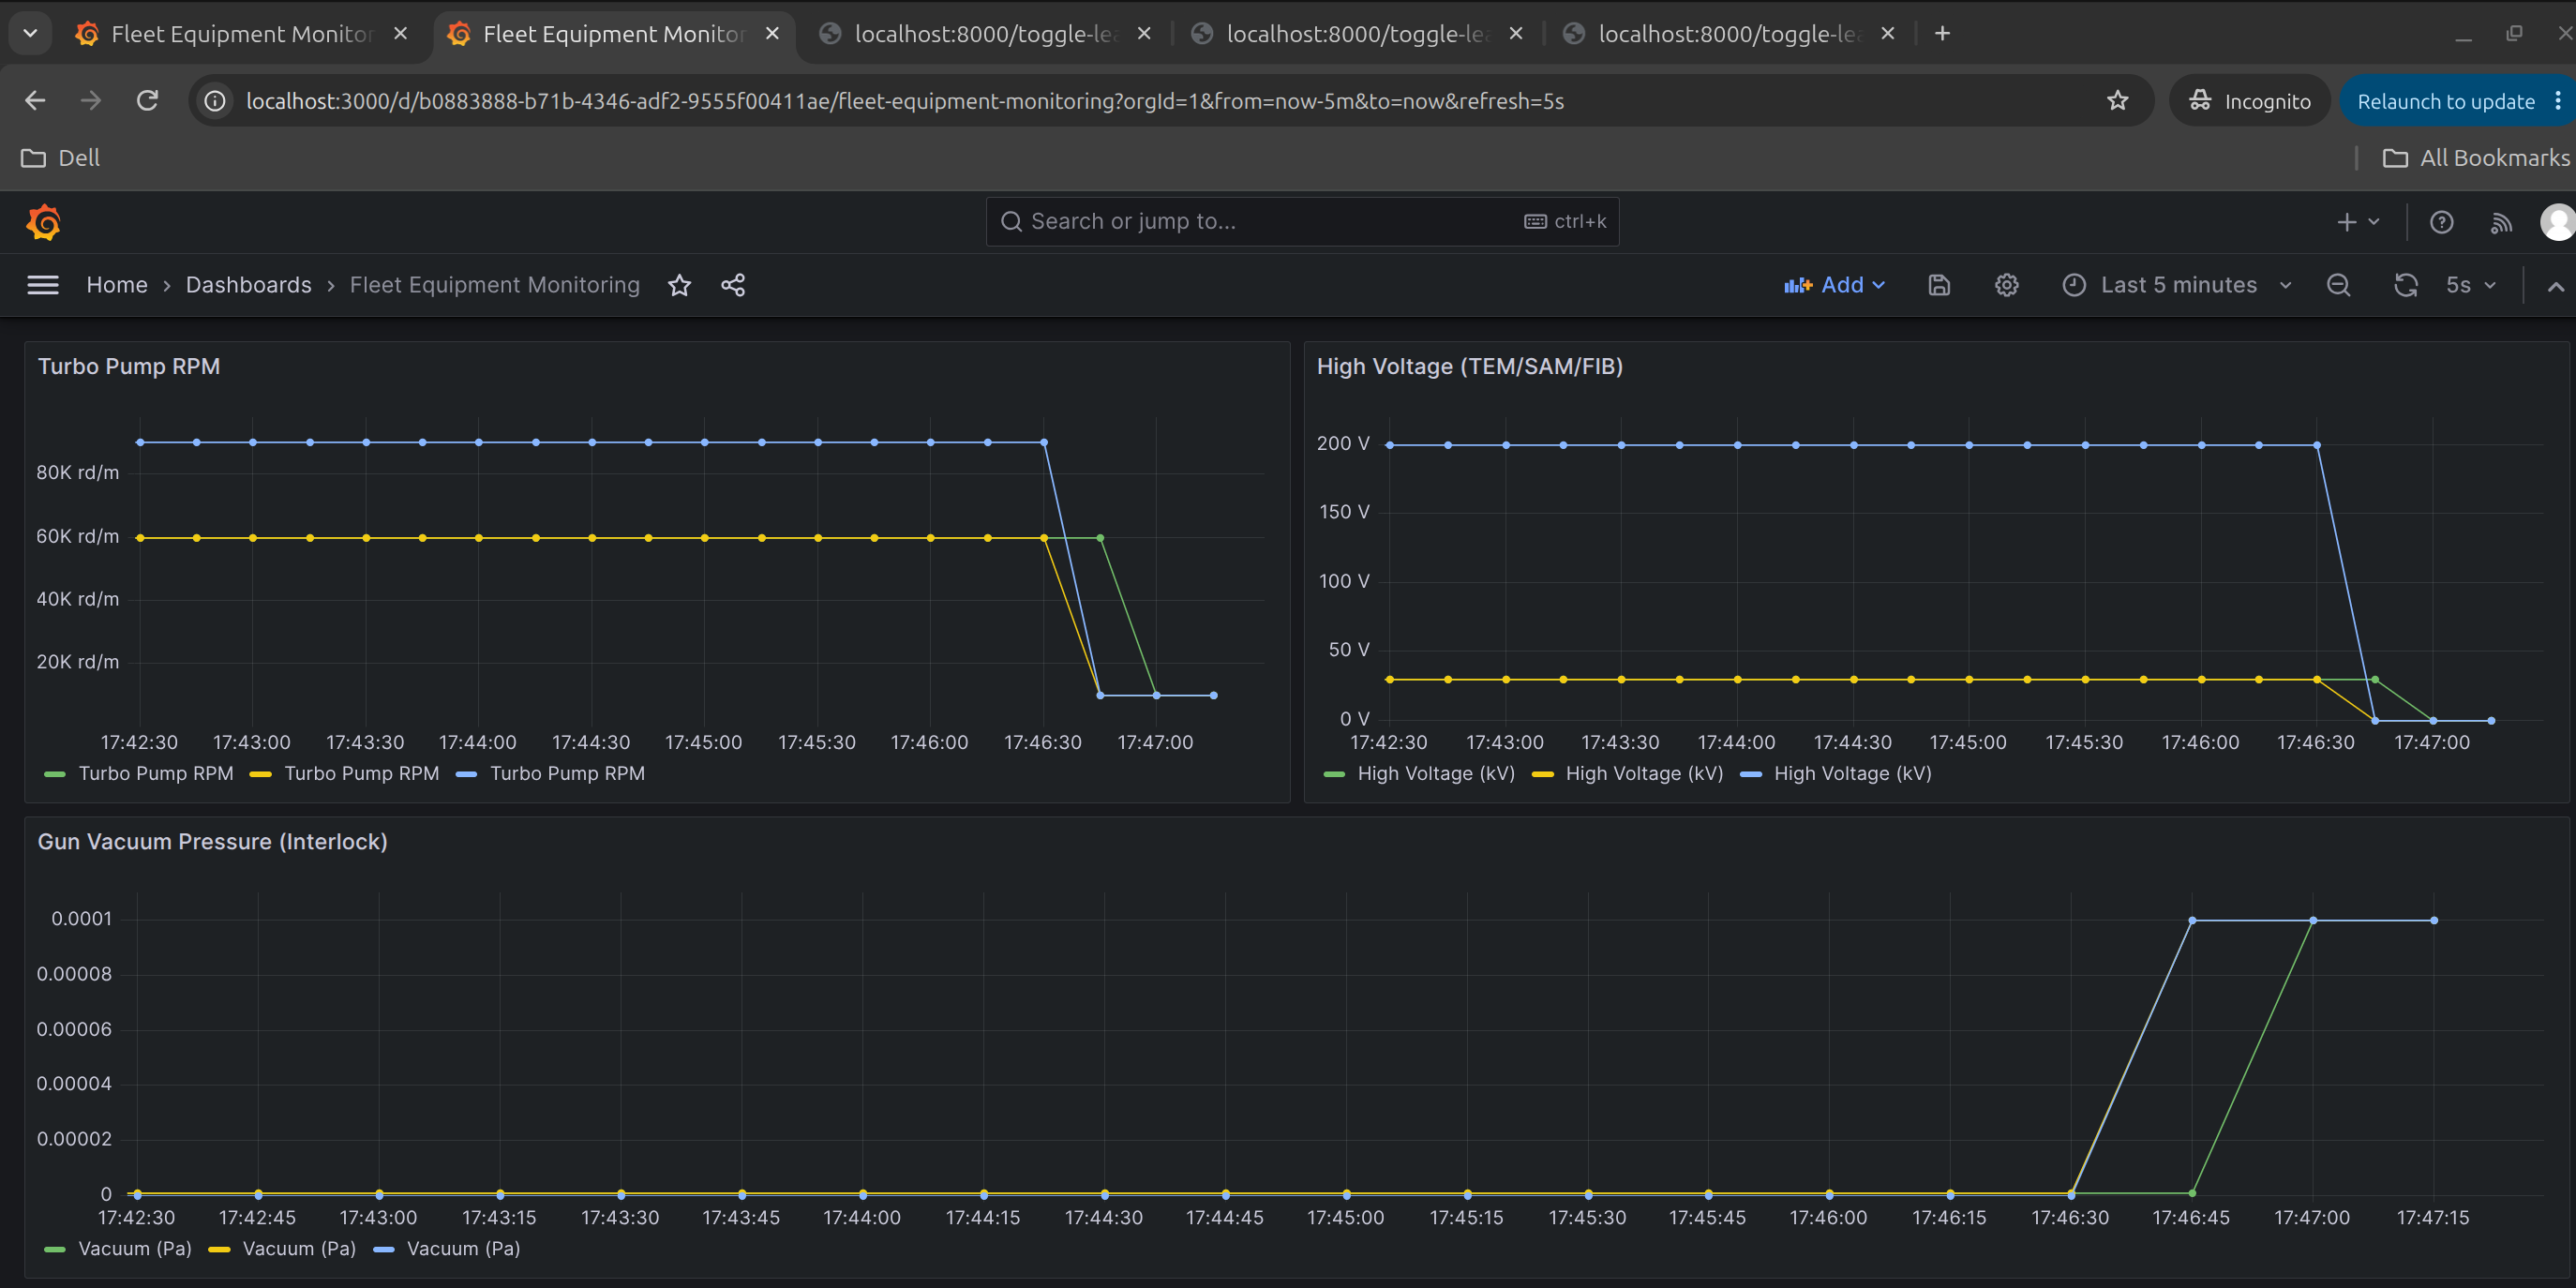 Fleet Equipment Monitor Fleet Equipment Monitor localhost:8000/toggle-lea localhost:8000/toggle-lea localhost:8000/toggle-lea
localhost:3000/d/b0883888-b71b-4346-adf2-9555f00411ae/fleet-equipment-monitoring?orgId=1&from=now-5m&to=now&refresh=5s Incognito Relaunch to update
Dell All Bookmarks
Search or jump to... ctrl+k
Home › Dashboards › Fleet Equipment Monitoring Add Last 5 minutes 5s
Turbo Pump RPM
80K rd/m
60K rd/m
40K rd/m
20K rd/m
17:42:30 17:43:00 17:43:30 17:44:00 17:44:30 17:45:00 17:45:30 17:46:00 17:46:30 17:47:00
Turbo Pump RPM Turbo Pump RPM Turbo Pump RPM
High Voltage (TEM/SAM/FIB)
200 V
150 V
100 V
50 V
0 V
17:42:30 17:43:00 17:43:30 17:44:00 17:44:30 17:45:00 17:45:30 17:46:00 17:46:30 17:47:00
High Voltage (kV) High Voltage (kV) High Voltage (kV)
Gun Vacuum Pressure (Interlock)
0.0001
0.00008
0.00006
0.00004
0.00002
0
17:42:30 17:42:45 17:43:00 17:43:15 17:43:30 17:43:45 17:44:00 17:44:15 17:44:30 17:44:45 17:45:00 17:45:15 17:45:30 17:45:45 17:46:00 17:46:15 17:46:30 17:46:45 17:47:00 17:47:15
Vacuum (Pa) Vacuum (Pa) Vacuum (Pa)